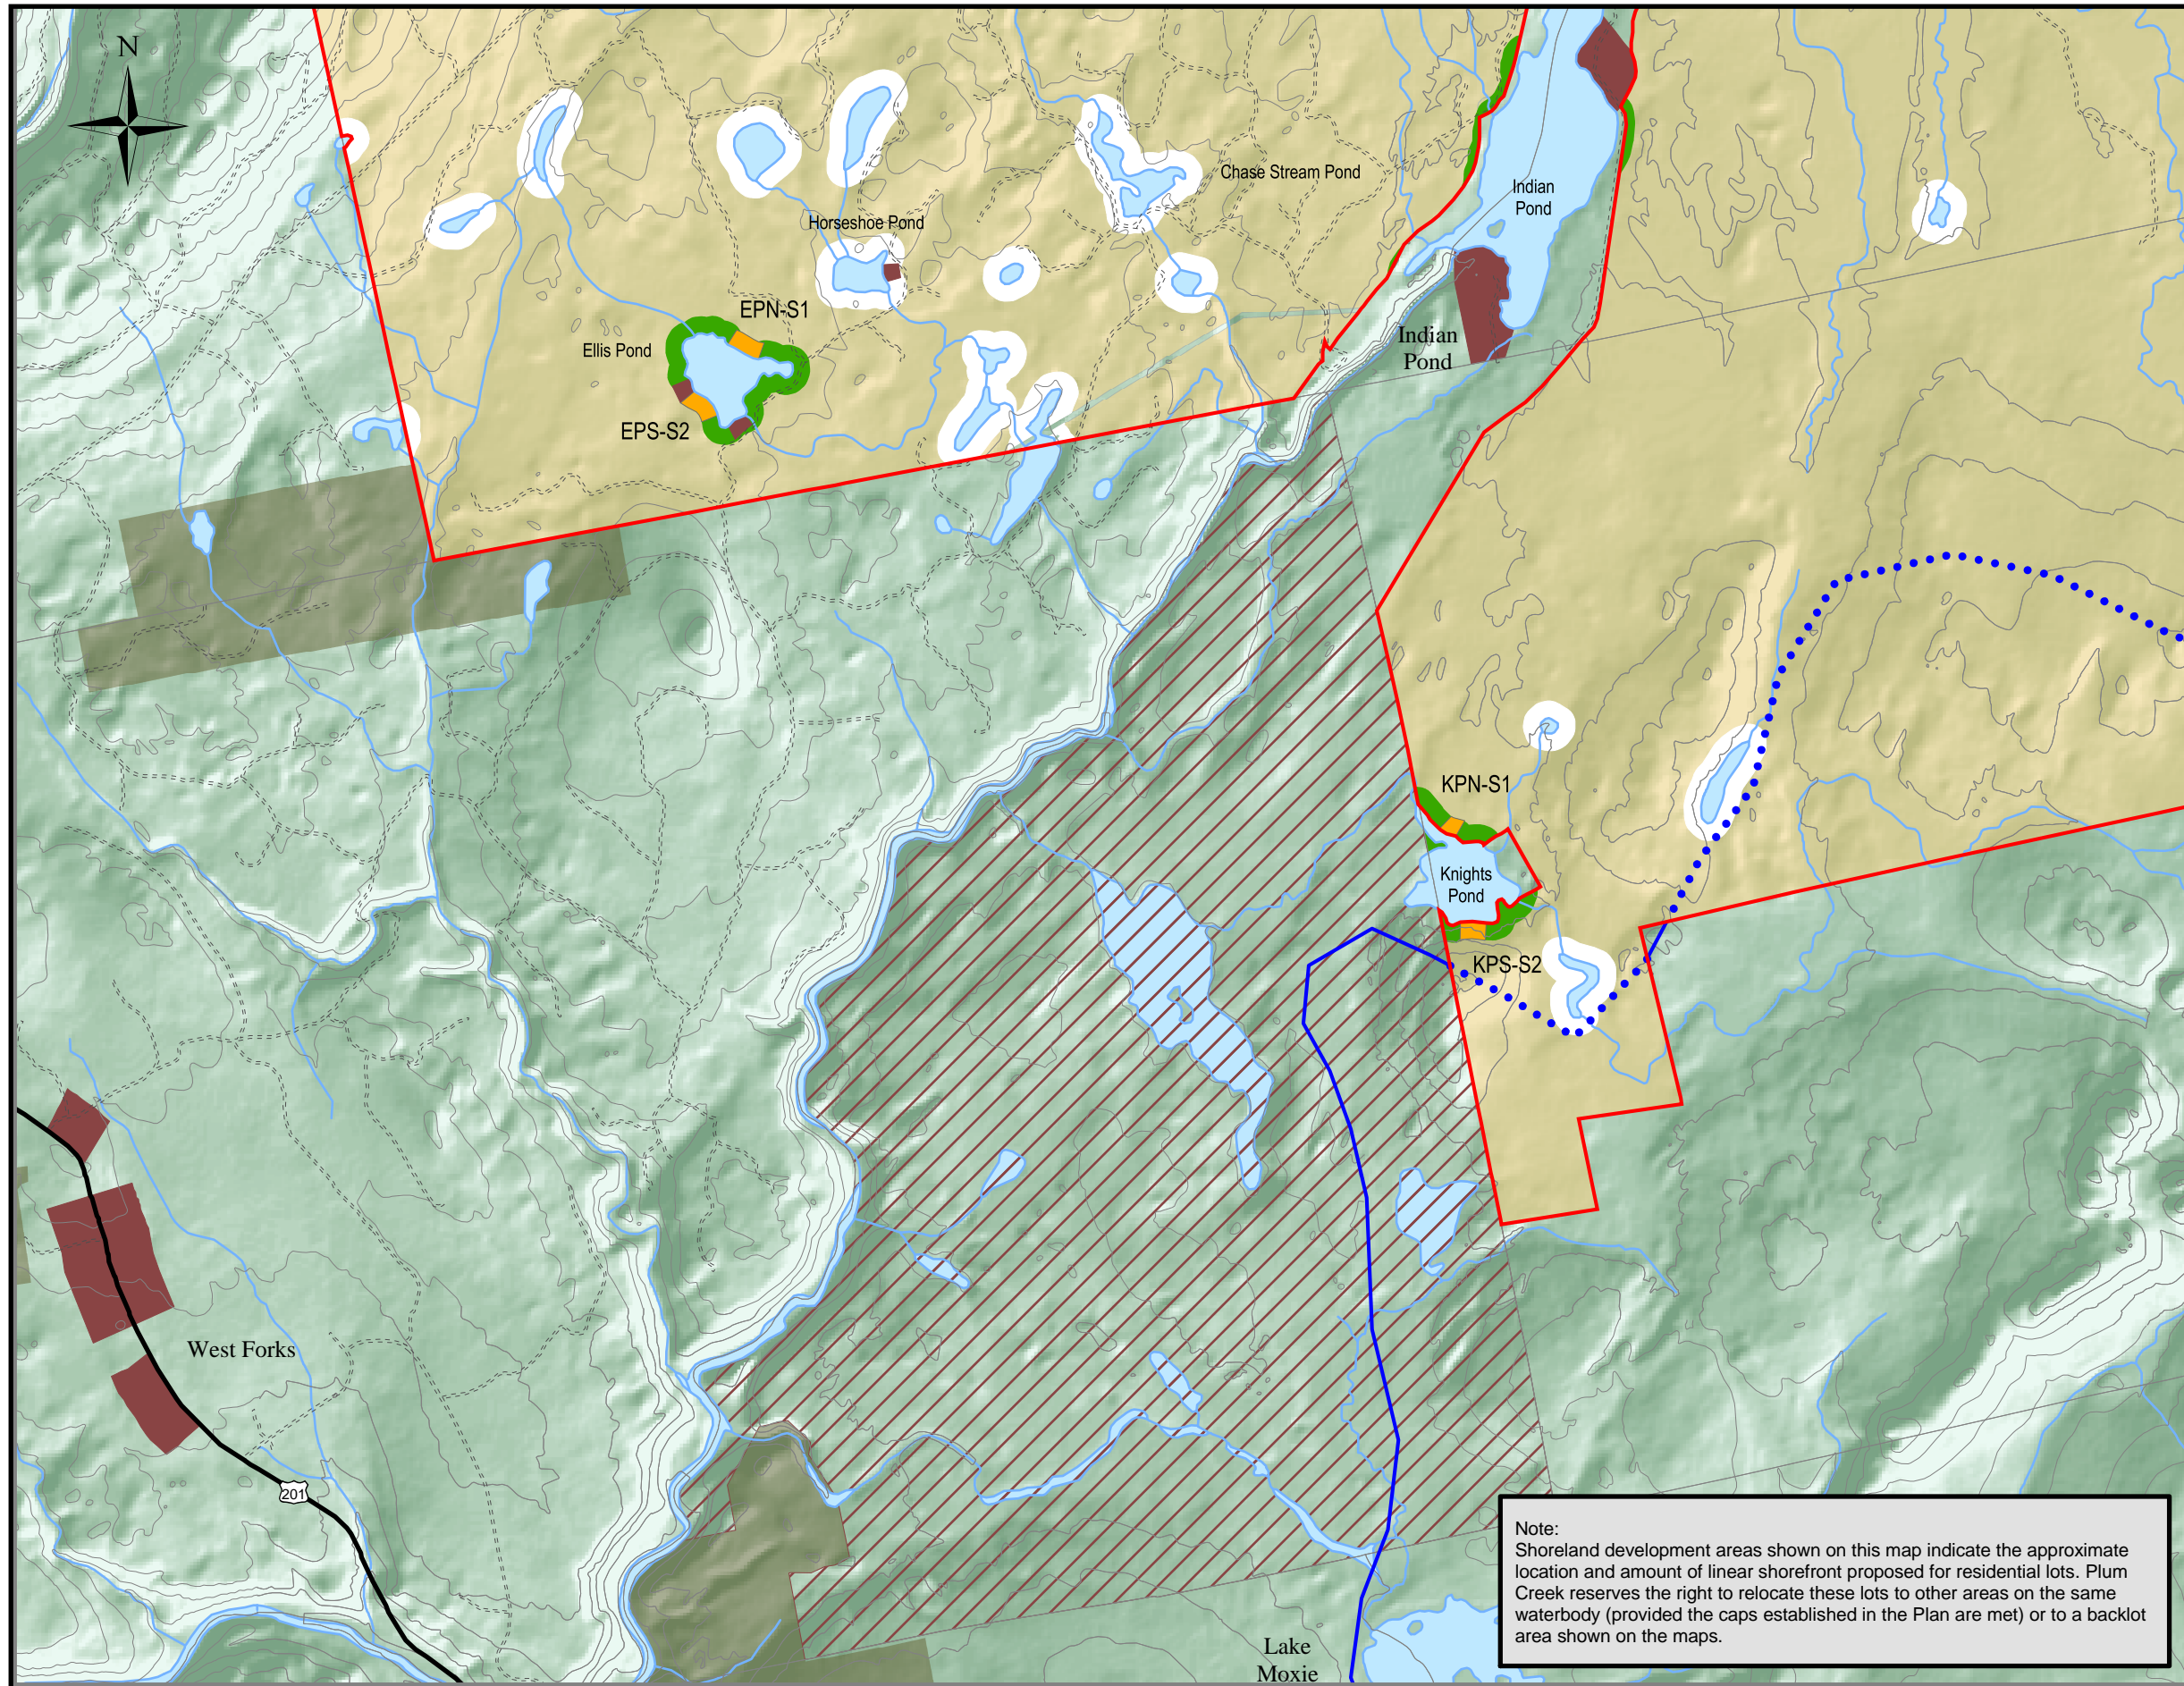 N
Chase Stream Pond
Indian
Pond
Horseshoe Pond
EPN-S1
Ellis Pond
Indian
Pond
EPS-S2
KPN-S1
Knights
Pond
KPS-S2
West Forks
201
Note:
Shoreland development areas shown on this map indicate the approximate
location and amount of linear shorefront proposed for residential lots. Plum
Creek reserves the right to relocate these lots to other areas on the same
waterbody (provided the caps established in the Plan are met) or to a backlot
area shown on the maps.
Lake
Moxie